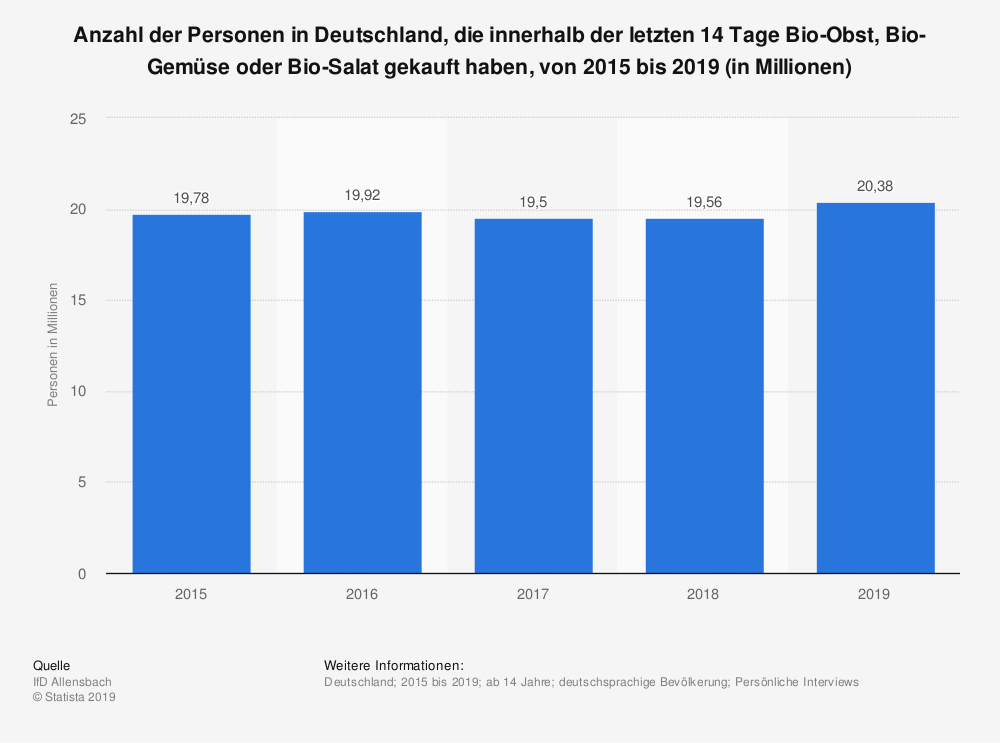 Anzahl der Personen in Deutschland, die innerhalb der letzten 14 Tage Bio-Obst, Bio-
Gemüse oder Bio-Salat gekauft haben, von 2015 bis 2019 (in Millionen)
Personen in Millionen
25
20
15
10
5
0
19,78
19,92
19,5
19,56
20,38
2015
2016
2017
2018
2019
Quelle
IfD Allensbach
© Statista 2019
Weitere Informationen:
Deutschland; 2015 bis 2019; ab 14 Jahre; deutschsprachige Bevölkerung; Persönliche Interviews